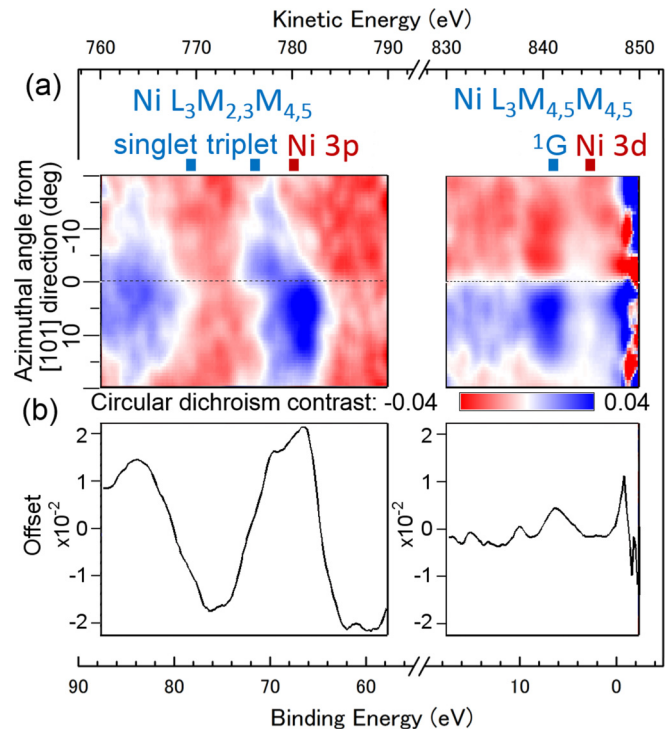 Kinetic Energy (eV)
760 770 780 790 830 840 850
(a)
Ni L₃M₂,₃M₄,₅ Ni L₃M₄,₅M₄,₅
singlet triplet Ni 3p ¹G Ni 3d
Azimuthal angle from
[101] direction (deg)
-10
0
10
(b)
Circular dichroism contrast: -0.04 0.04
Offset
x10⁻²
2
1
0
-1
-2
x10⁻²
2
1
0
-1
-2
90 80 70 60 10 0
Binding Energy (eV)